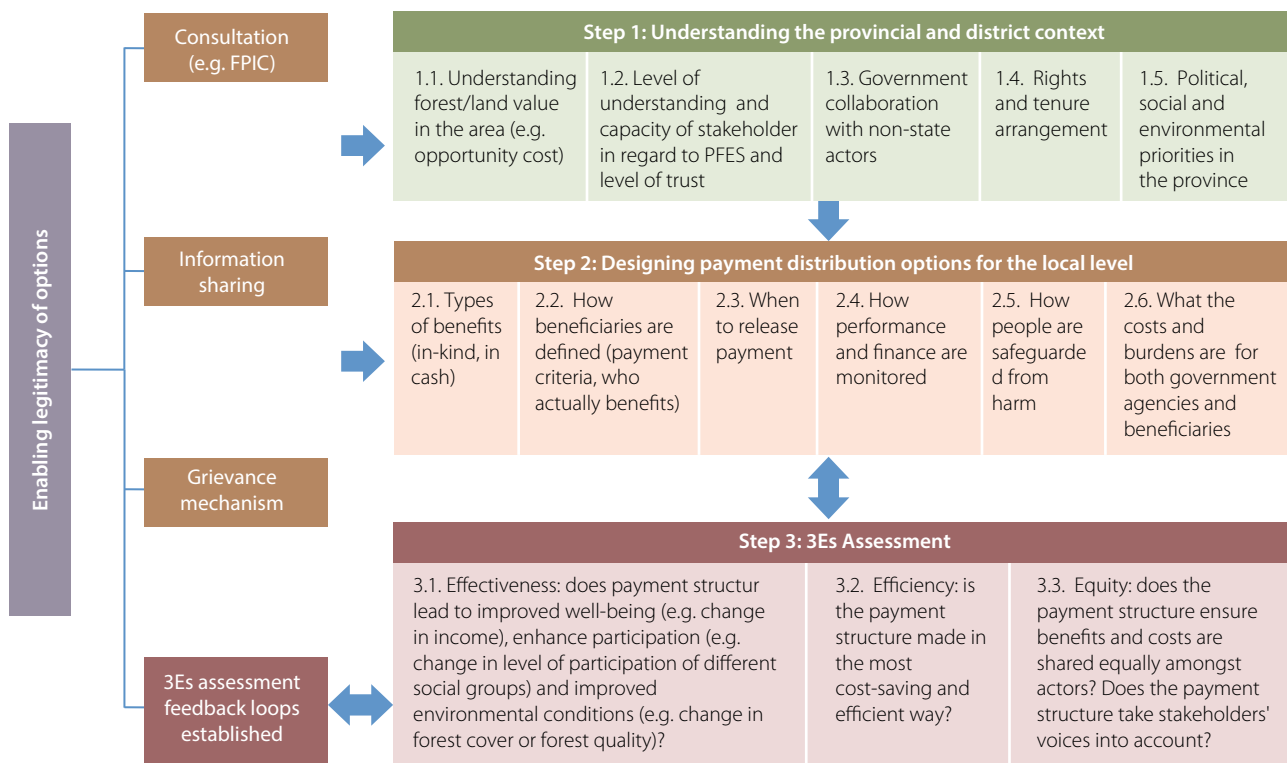 Enabling legitimacy of options
Consultation
(e.g. FPIC)
Information
sharing
Grievance
mechanism
3Es assessment
feedback loops
established
Step 1: Understanding the provincial and district context
1.1. Understanding
forest/land value
in the area (e.g.
opportunity cost)
1.2. Level of
understanding and
capacity of stakeholder
in regard to PFES and
level of trust
1.3. Government
collaboration
with non-state
actors
1.4. Rights
and tenure
arrangement
1.5. Political,
social and
environmental
priorities in
the province
Step 2: Designing payment distribution options for the local level
2.1. Types
of benefits
(in-kind, in
cash)
2.2. How
beneficiaries are
defined (payment
criteria, who
actually benefits)
2.3. When
to release
payment
2.4. How
performance
and finance are
monitored
2.5. How
people are
safeguarde
d from
harm
2.6. What the
costs and
burdens are for
both government
agencies and
beneficiaries
Step 3: 3Es Assessment
3.1. Effectiveness: does payment structur
lead to improved well-being (e.g. change
in income), enhance participation (e.g.
change in level of participation of different
social groups) and improved
environmental conditions (e.g. change in
forest cover or forest quality)?
3.2. Efficiency: is
the payment
structure made in
the most
cost-saving and
efficient way?
3.3. Equity: does the
payment structure ensure
benefits and costs are
shared equally amongst
actors? Does the payment
structure take stakeholders'
voices into account?